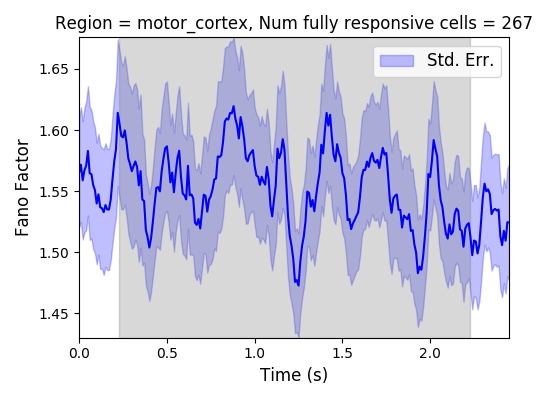 Region = motor_cortex, Num fully responsive cells = 267
Std. Err.
Fano Factor
1.65
1.60
1.55
1.50
1.45
0.0
0.5
1.0
1.5
2.0
Time (s)